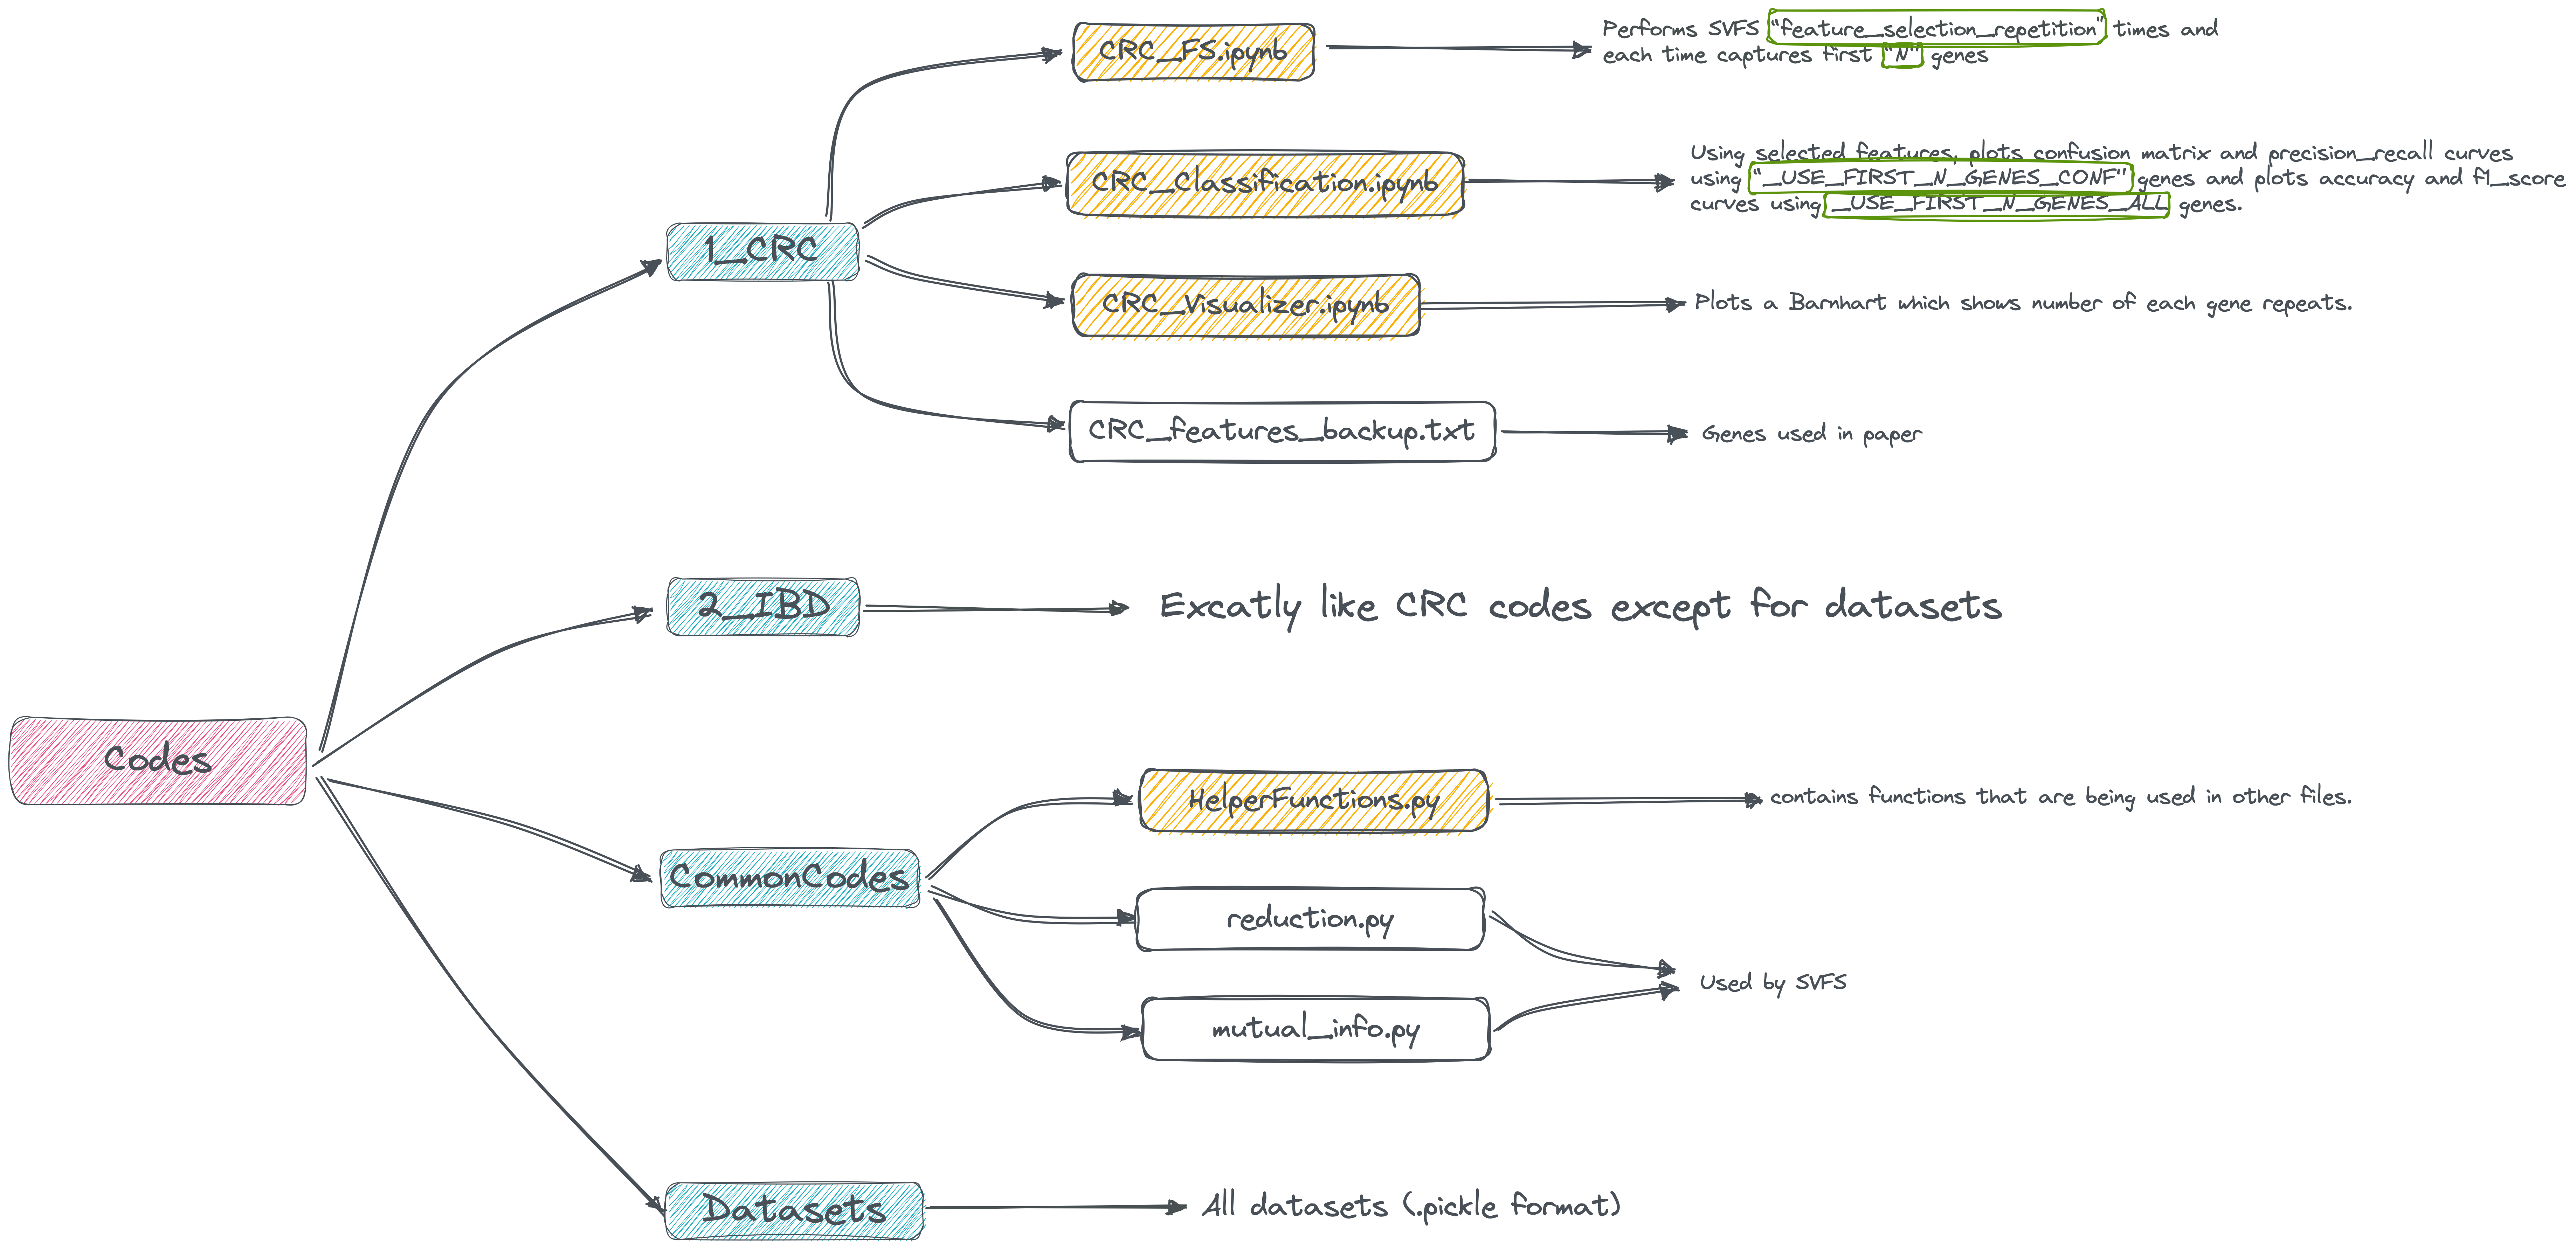 CRC_FS.ipynb
Performs SVFS "feature_selection_repetition" times and
each time captures first "N" genes
CRC_Classification.ipynb
Using selected features, plots confusion matrix and precision_recall curves
using "_USE_FIRST_N_GENES_CONF" genes and plots accuracy and f1_score
curves using _USE_FIRST_N_GENES_ALL genes.
1_CRC
CRC_Visualizer.ipynb
Plots a Barnhart which shows number of each gene repeats.
CRC_features_backup.txt
Genes used in paper
2_IBD
Excatly like CRC codes except for datasets
Codes
HelperFunctions.py
contains functions that are being used in other files.
CommonCodes
reduction.py
Used by SVFS
mutual_info.py
Datasets
All datasets (.pickle format)